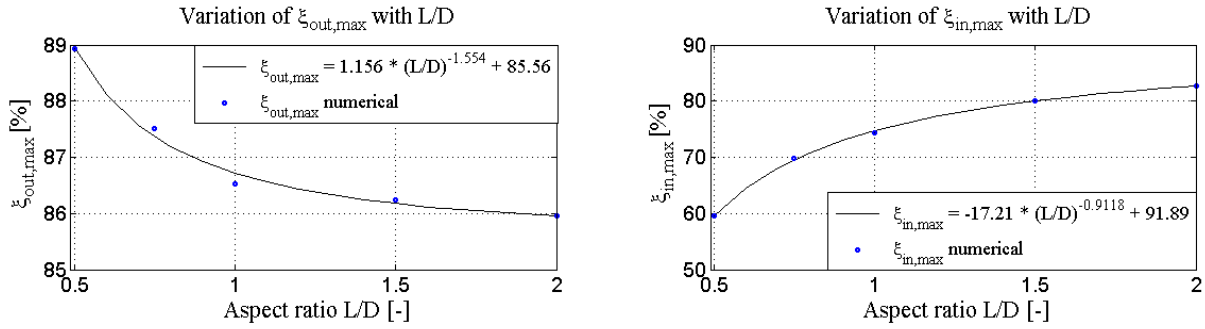 Variation of ξout,max with L/D
89
88
87
86
85
ξout,max [%]
ξout,max = 1.156 * (L/D)-1.554 + 85.56
ξout,max numerical
0.5
1
1.5
2
Aspect ratio L/D [-]
Variation of ξin,max with L/D
90
80
70
60
50
ξin,max [%]
ξin,max = -17.21 * (L/D)-0.9118 + 91.89
ξin,max numerical
0.5
1
1.5
2
Aspect ratio L/D [-]